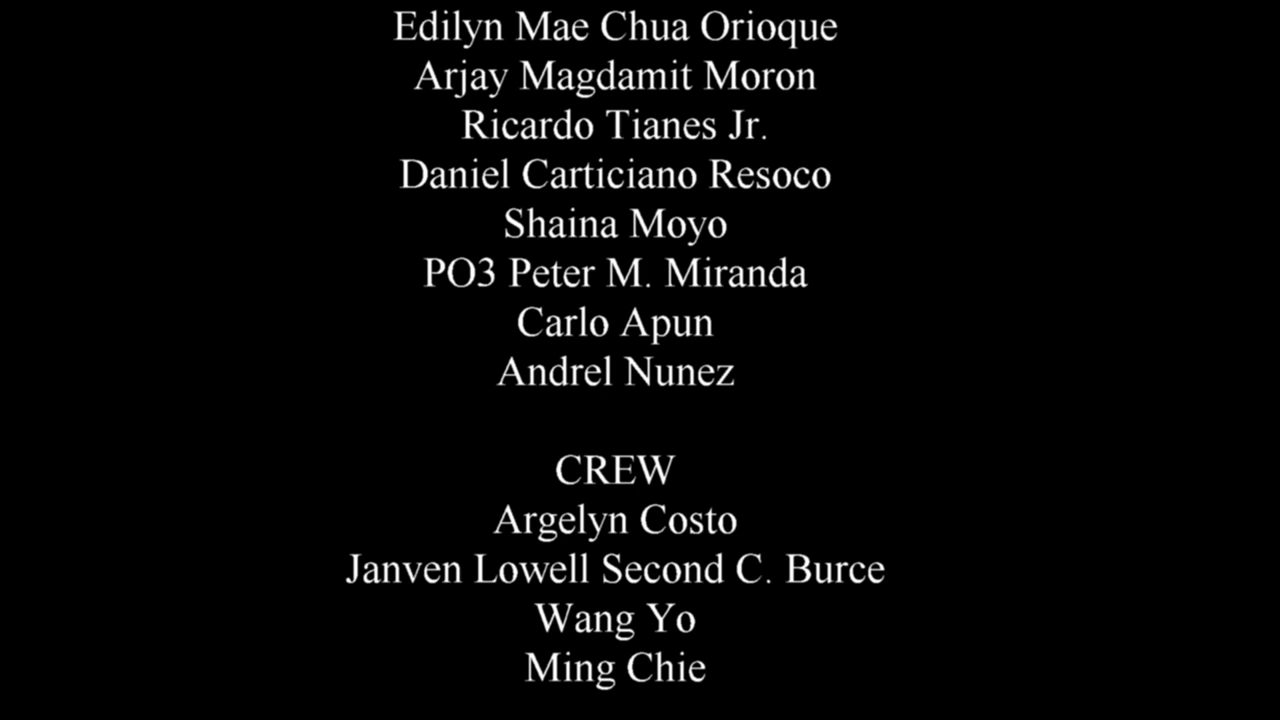 Edilyn Mae Chua Orioque
Arjay Magdamit Moron
Ricardo Tianes Jr.
Daniel Carticiano Resoco
Shaina Moyo
PO3 Peter M. Miranda
Carlo Apun
Andrel Nunez
CREW
Argelyn Costo
Janven Lowell Second C. Burce
Wang Yo
Ming Chie